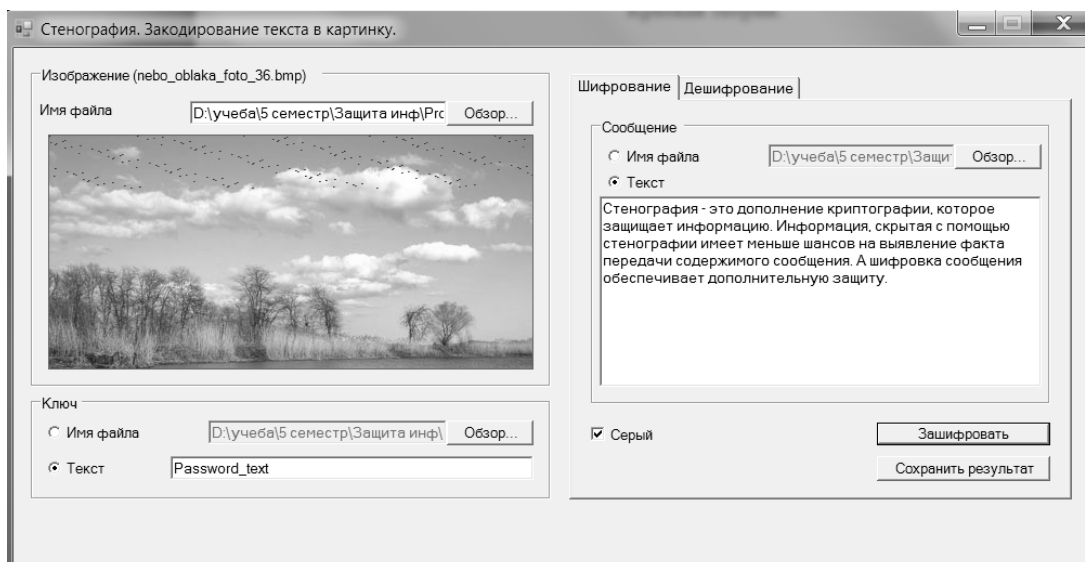 Стенография. Закодирование текста в картинку.
Изображение (nebo_oblaka_foto_36.bmp)
Имя файла D:\учеба\5 семестр\Защита инф\Prc Обзор...
Ключ
Имя файла D:\учеба\5 семестр\Защита инф\ Обзор...
Текст Password_text
Шифрование Дешифрование
Сообщение
Имя файла D:\учеба\5 семестр\Защит Обзор...
Текст
Стенография - это дополнение криптографии, которое
защищает информацию. Информация, скрытая с помощью
стенографии имеет меньше шансов на выявление факта
передачи содержимого сообщения. А шифровка сообщения
обеспечивает дополнительную защиту.
Серый Зашифровать
Сохранить результат